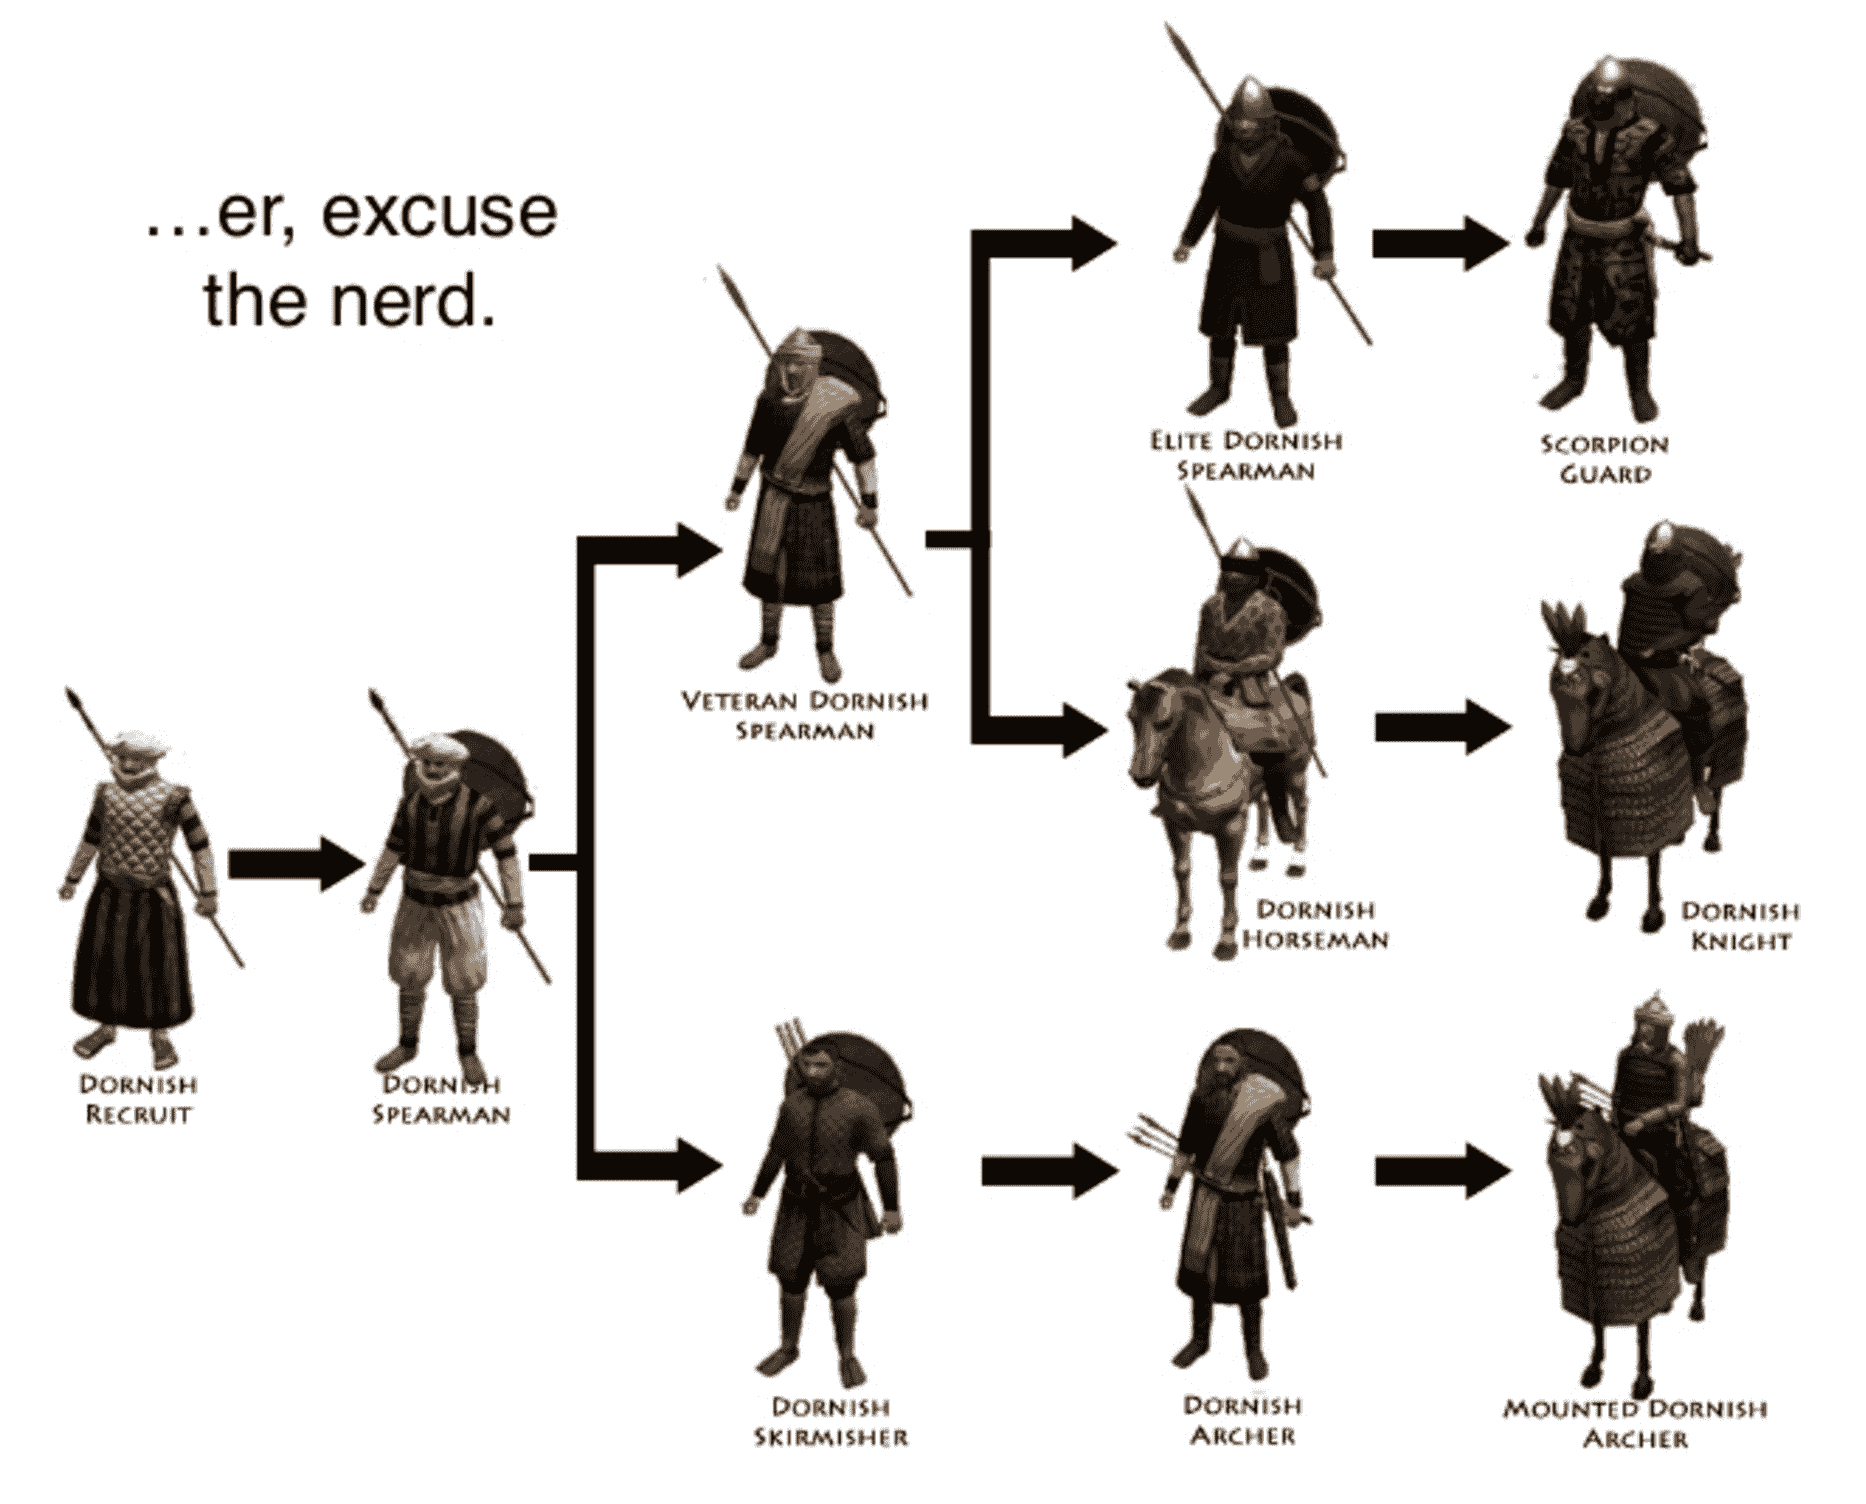 …er, excuse
the nerd.
ELITE DORNISH
SPEARMAN
SCORPION
GUARD
VETERAN DORNISH
SPEARMAN
DORNISH
HORSEMAN
DORNISH
KNIGHT
DORNISH
RECRUIT
DORNISH
SPEARMAN
DORNISH
SKIRMISHER
DORNISH
ARCHER
MOUNTED DORNISH
ARCHER